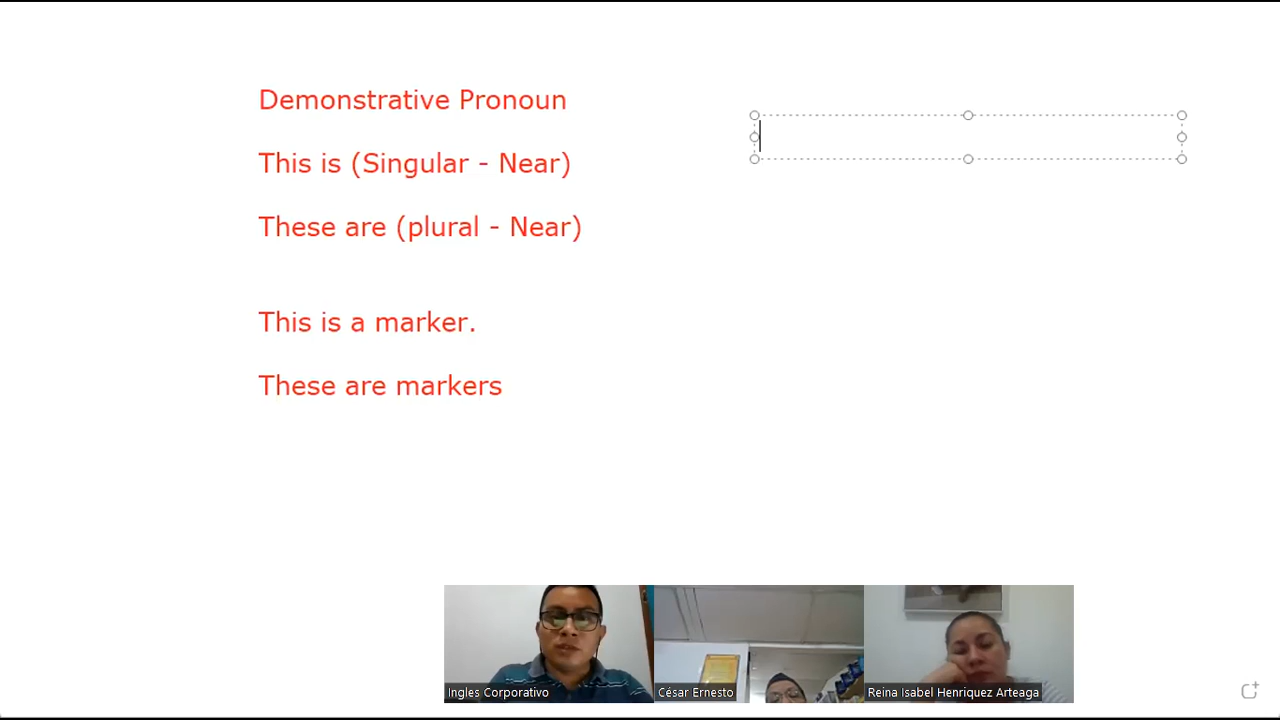 Demonstrative Pronoun
This is (Singular - Near)
These are (plural - Near)
This is a marker.
These are markers
Ingles Corporativo
César Ernesto
Reina Isabel Henriquez Arteaga